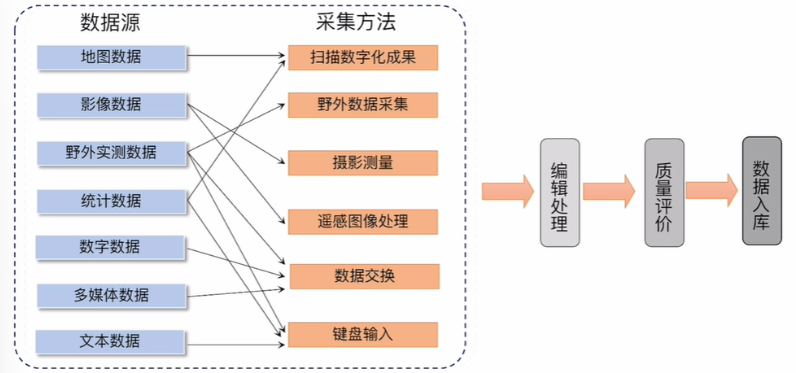 数据源
采集方法
地图数据
扫描数字化成果
影像数据
野外数据采集
野外实测数据
摄影测量
统计数据
遥感图像处理
数字数据
数据交换
多媒体数据
键盘输入
文本数据
编辑处理
质量评价
数据入库